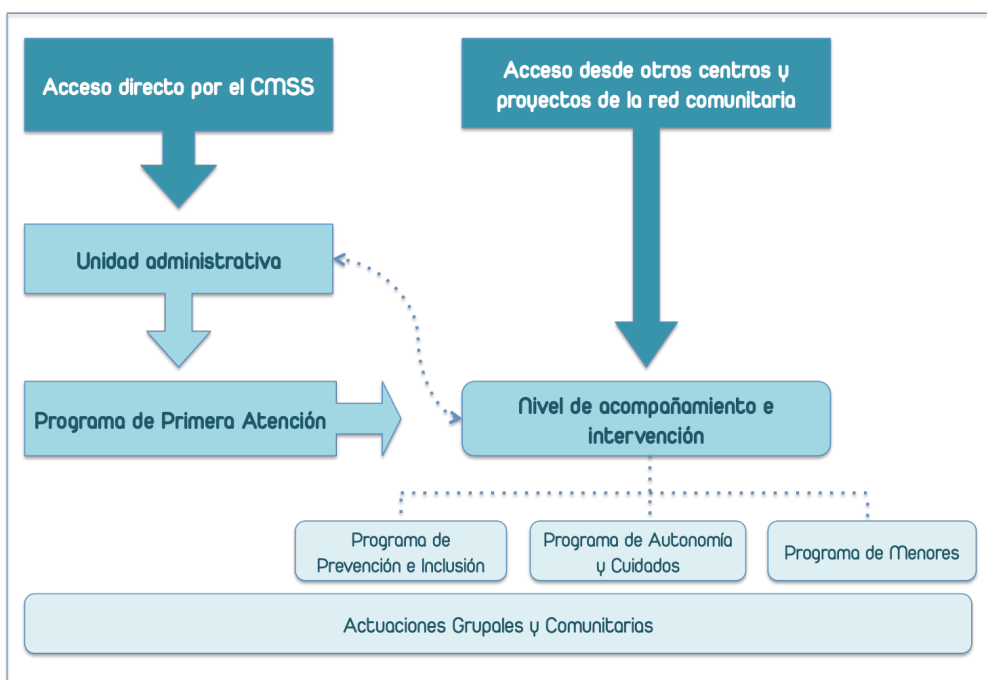 Acceso directo por el CMSS
Acceso desde otros centros y
proyectos de la red comunitaria
Unidad administrativa
Programa de Primera Atención
Nivel de acompañamiento e
intervención
Programa de
Prevención e Inclusión
Programa de Autonomía
y Cuidados
Programa de Menores
Actuaciones Grupales y Comunitarias